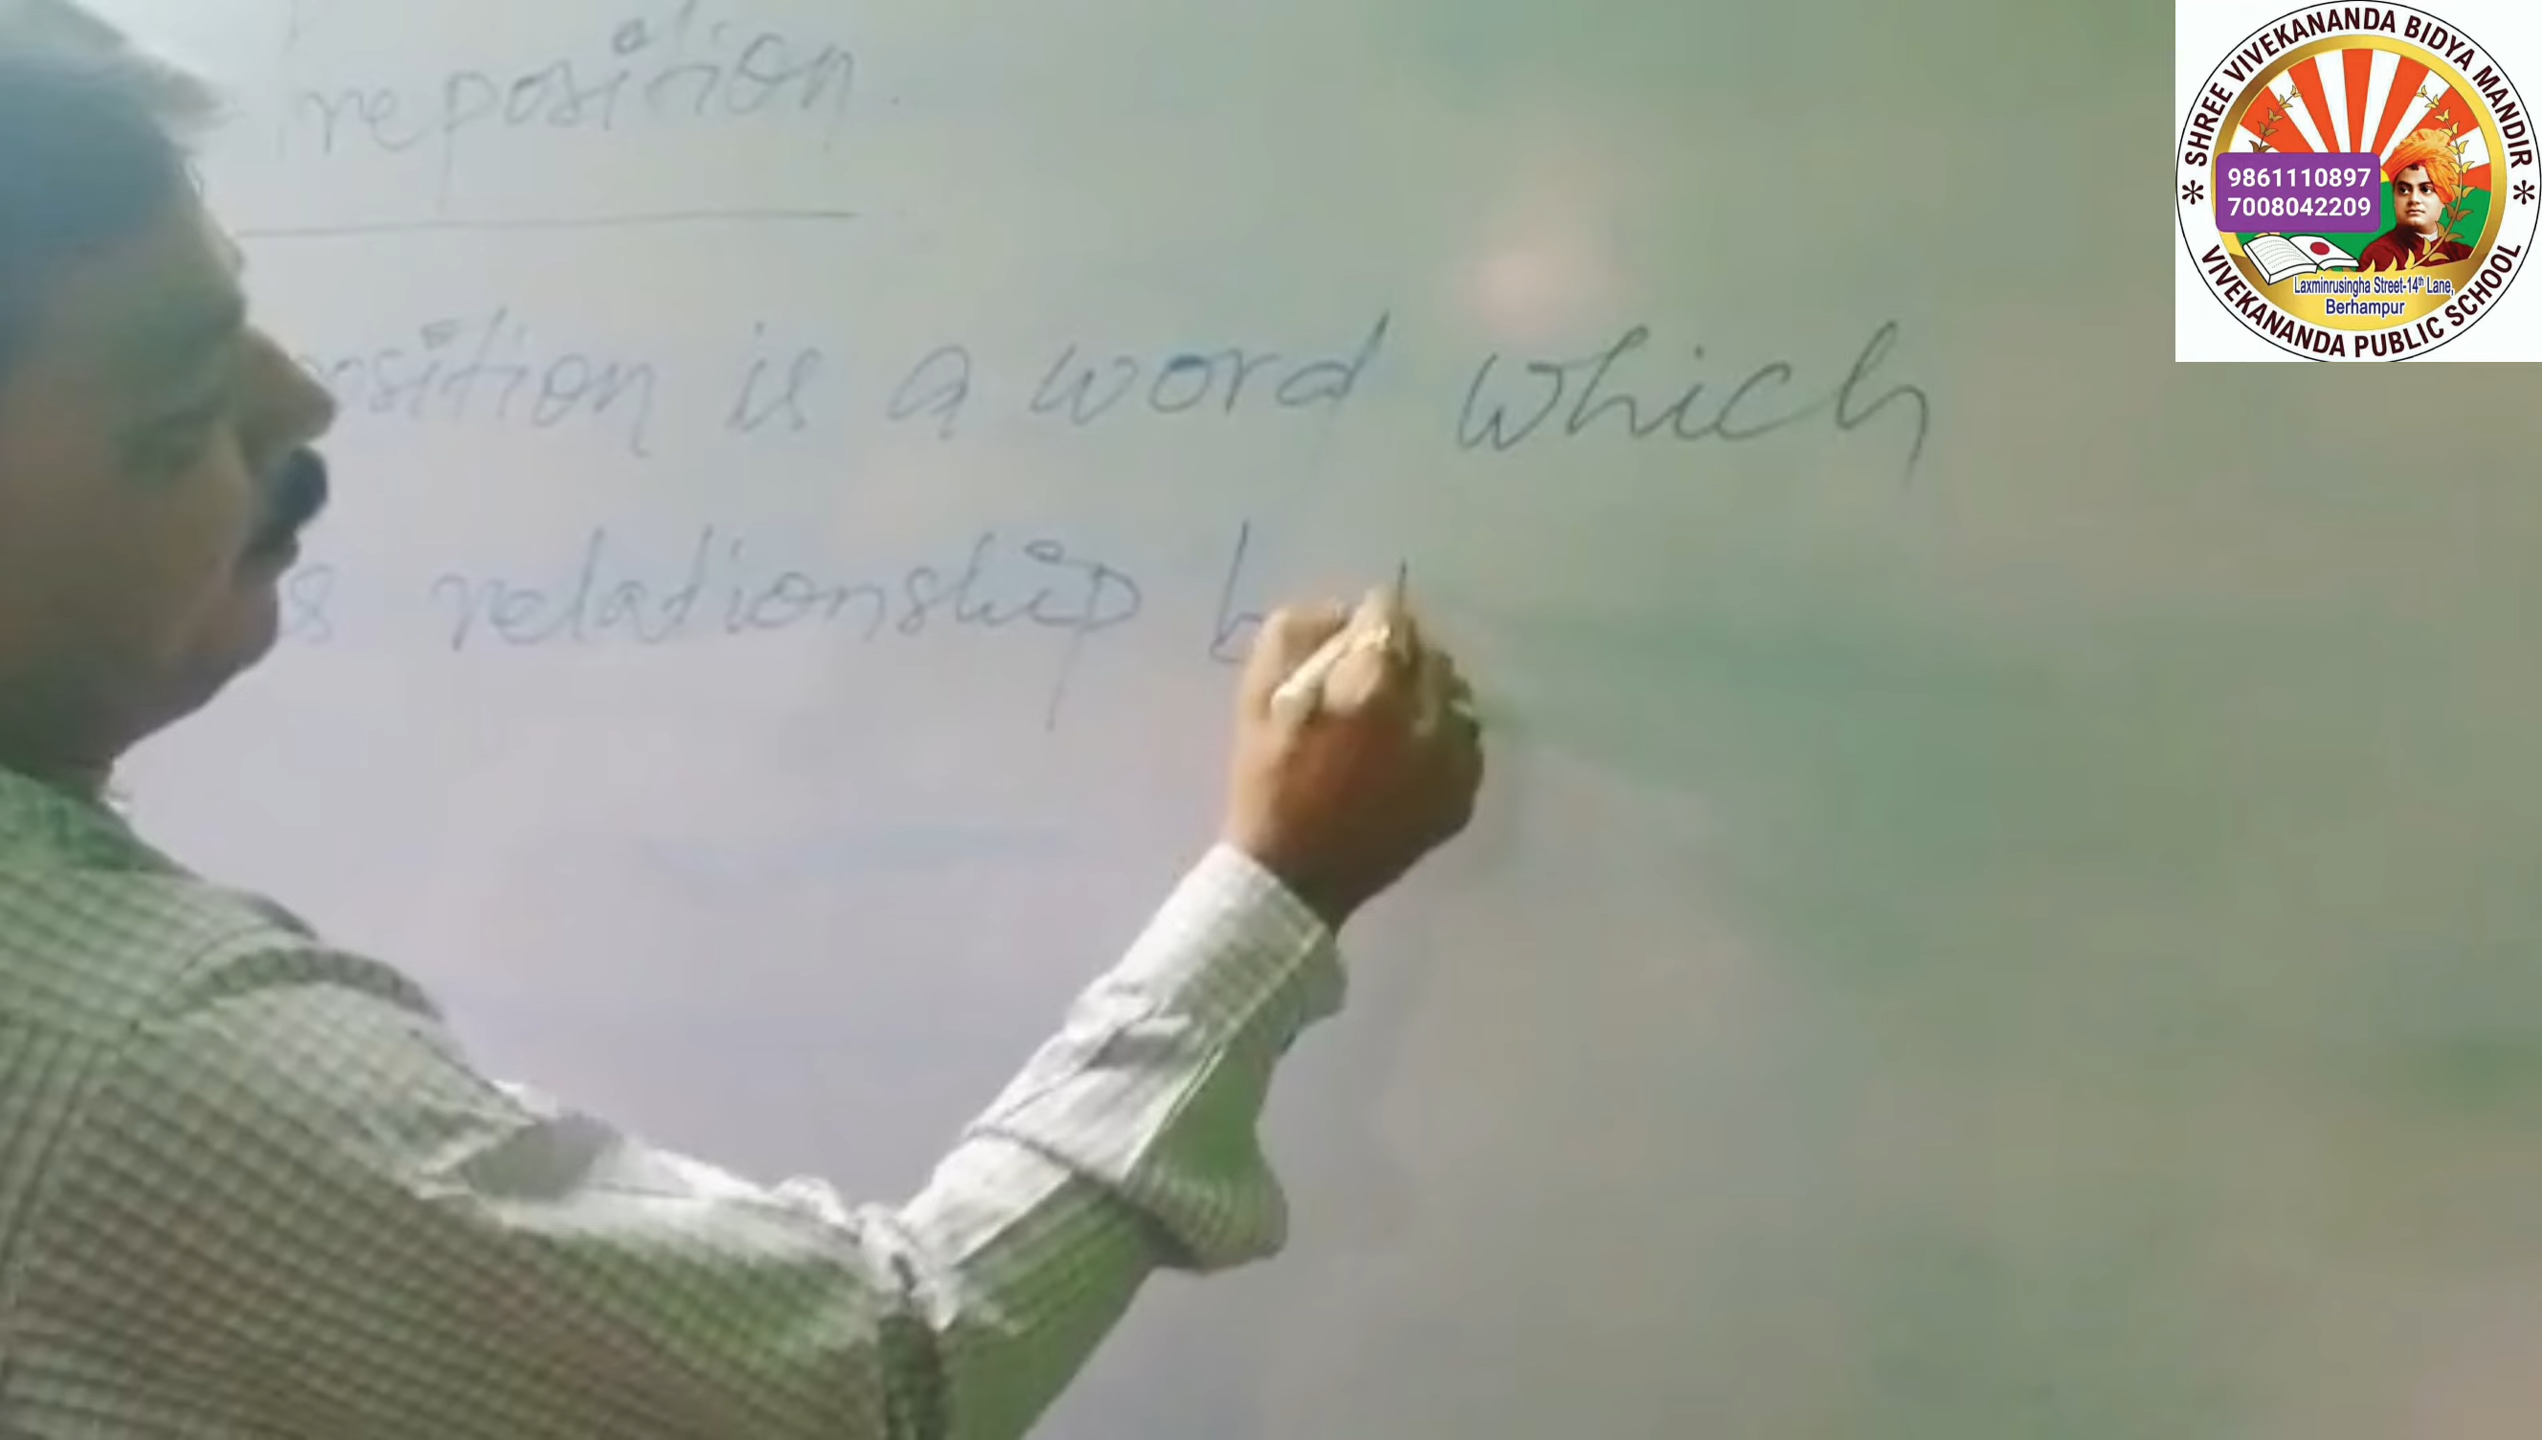 reposition.
osition is a word which
s relationship b
SHREE VIVEKANANDA BIDYA MANDIR
9861110897
7008042209
Laxminrusingha Street-14th Lane,
Berhampur
VIVEKANANDA PUBLIC SCHOOL